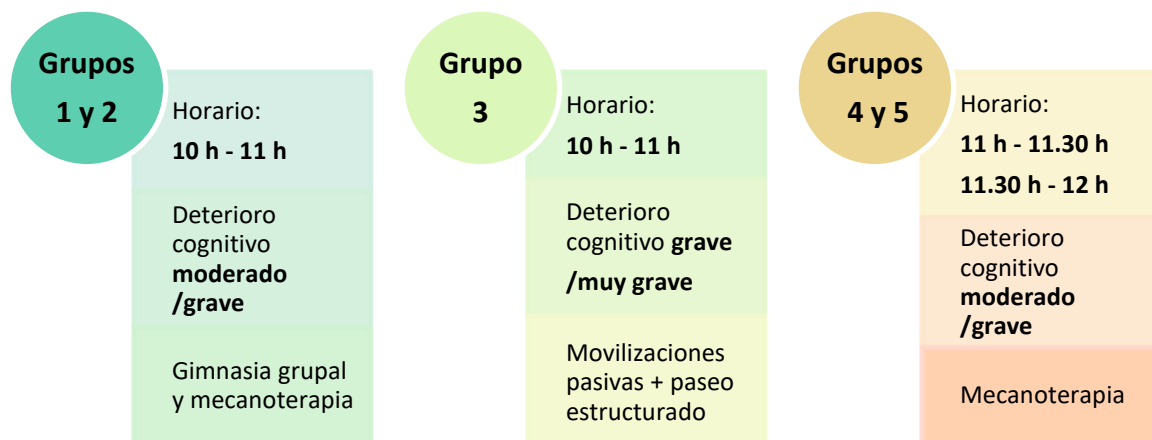 Grupos
1 y 2
Horario:
10 h - 11 h
Deterioro
cognitivo
moderado
/grave
Gimnasia grupal
y mecanoterapia
Grupo
3
Horario:
10 h - 11 h
Deterioro
cognitivo grave
/muy grave
Movilizaciones
pasivas + paseo
estructurado
Grupos
4 y 5
Horario:
11 h - 11.30 h
11.30 h - 12 h
Deterioro
cognitivo
moderado
/grave
Mecanoterapia